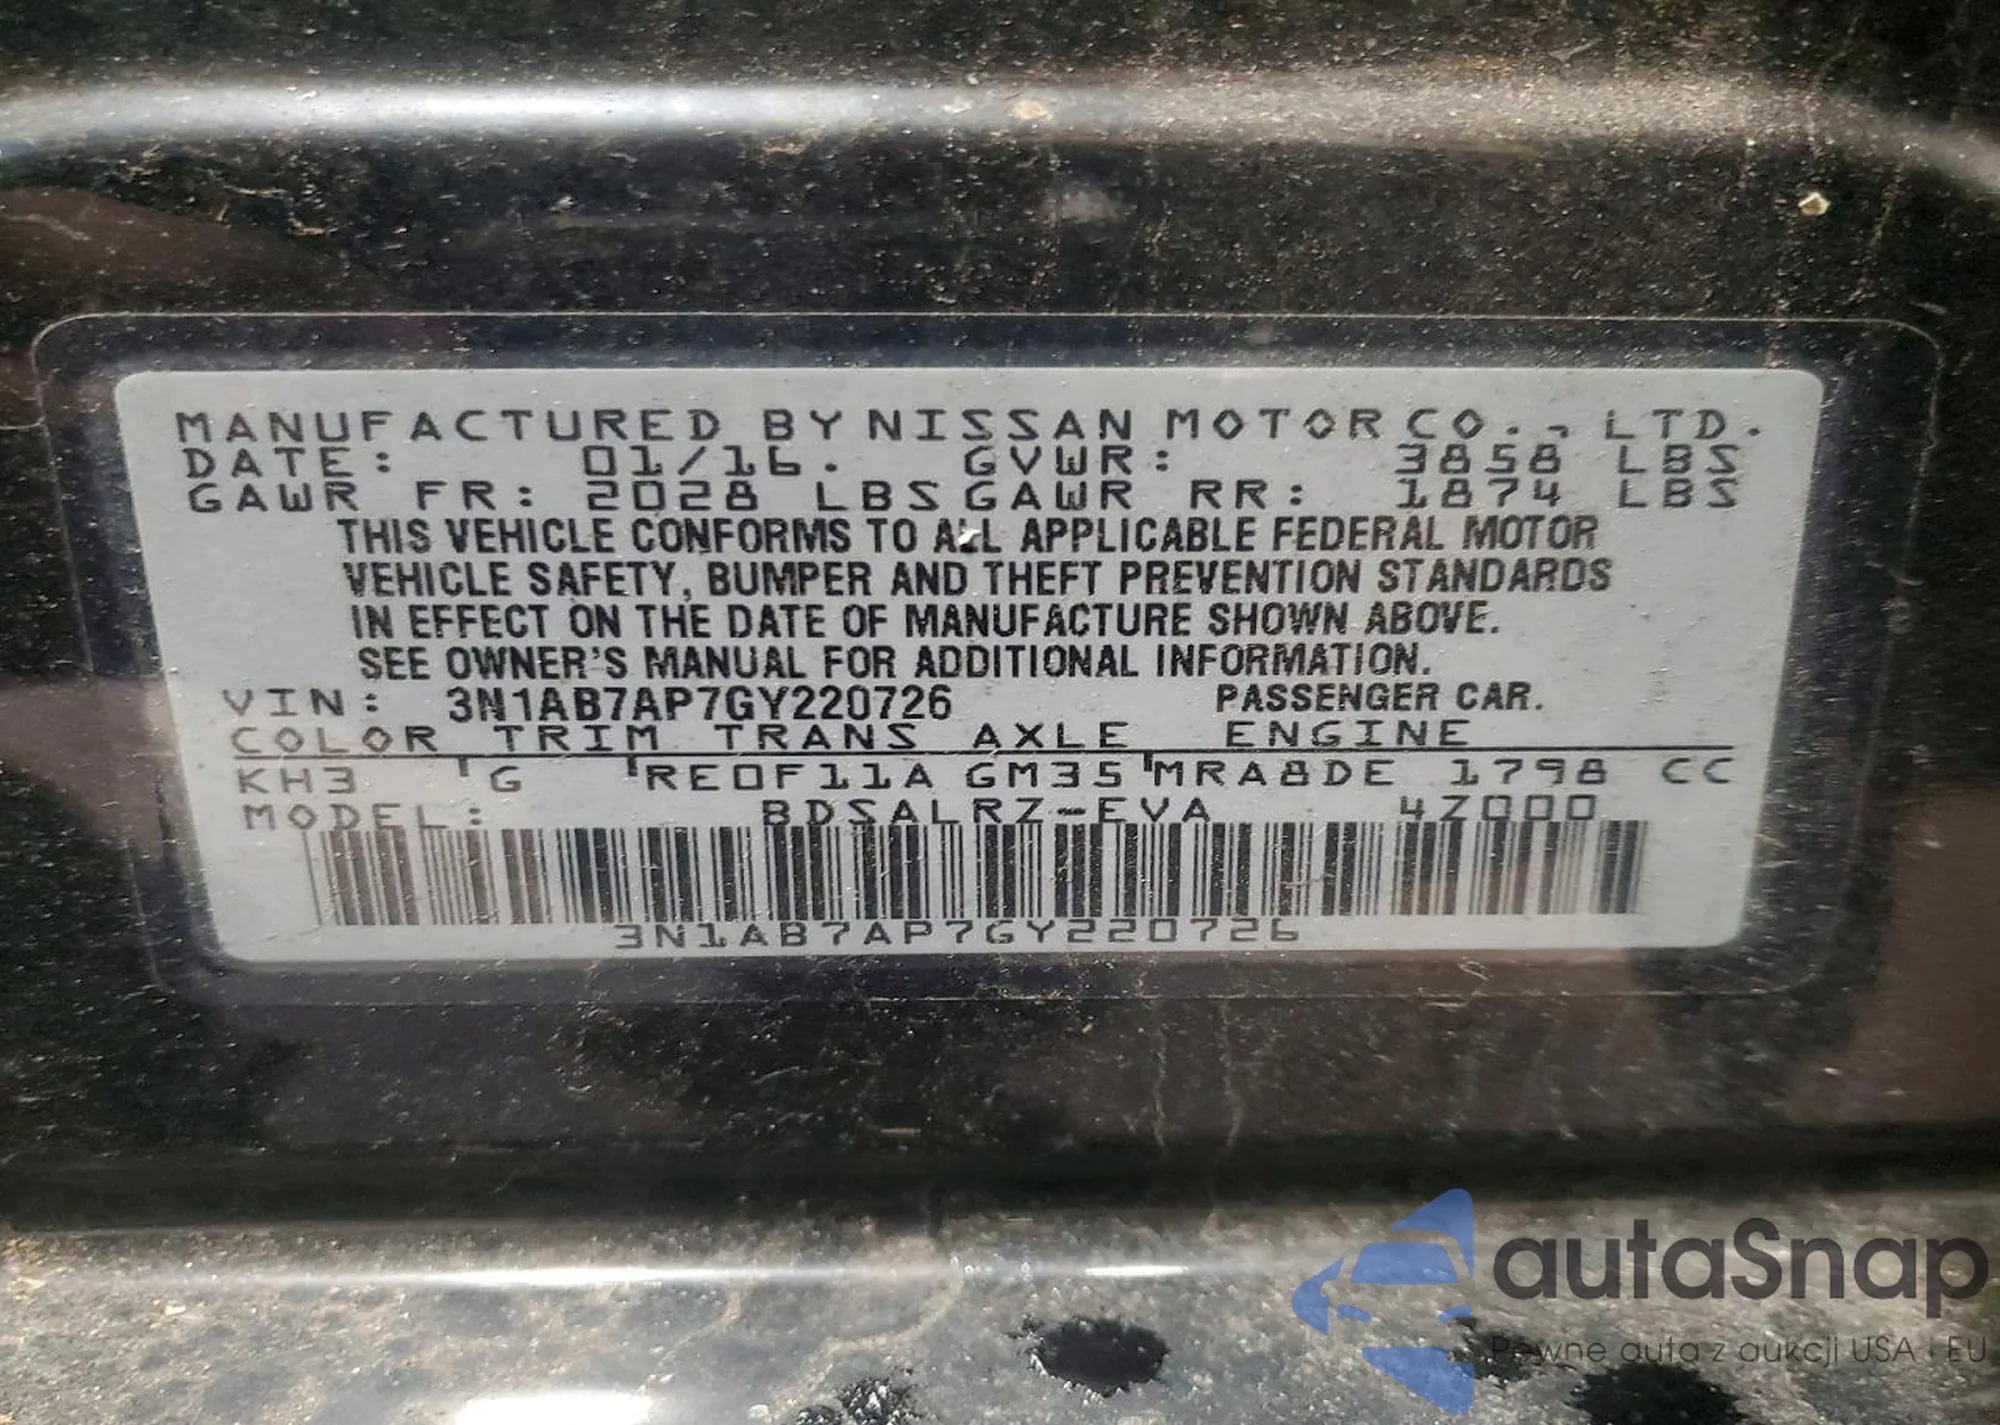 MANUFACTURED BY NISSAN MOTOR CO., LTD.
DATE: 01/16. GVWR: 3858 LBS
GAWR FR: 2028 LBS GAWR RR: 1874 LBS
THIS VEHICLE CONFORMS TO ALL APPLICABLE FEDERAL MOTOR
VEHICLE SAFETY, BUMPER AND THEFT PREVENTION STANDARDS
IN EFFECT ON THE DATE OF MANUFACTURE SHOWN ABOVE.
SEE OWNER'S MANUAL FOR ADDITIONAL INFORMATION.
VIN: 3N1AB7AP7GY220726 PASSENGER CAR.
COLOR TRIM TRANS AXLE ENGINE
KH3 G RE0F11A GM35 MRA8DE 1798 CC
MODEL: BDSALRZ-EVA 4Z000
3N1AB7AP7GY220726
autaSnap
Pewne auta z aukcji USA i EU